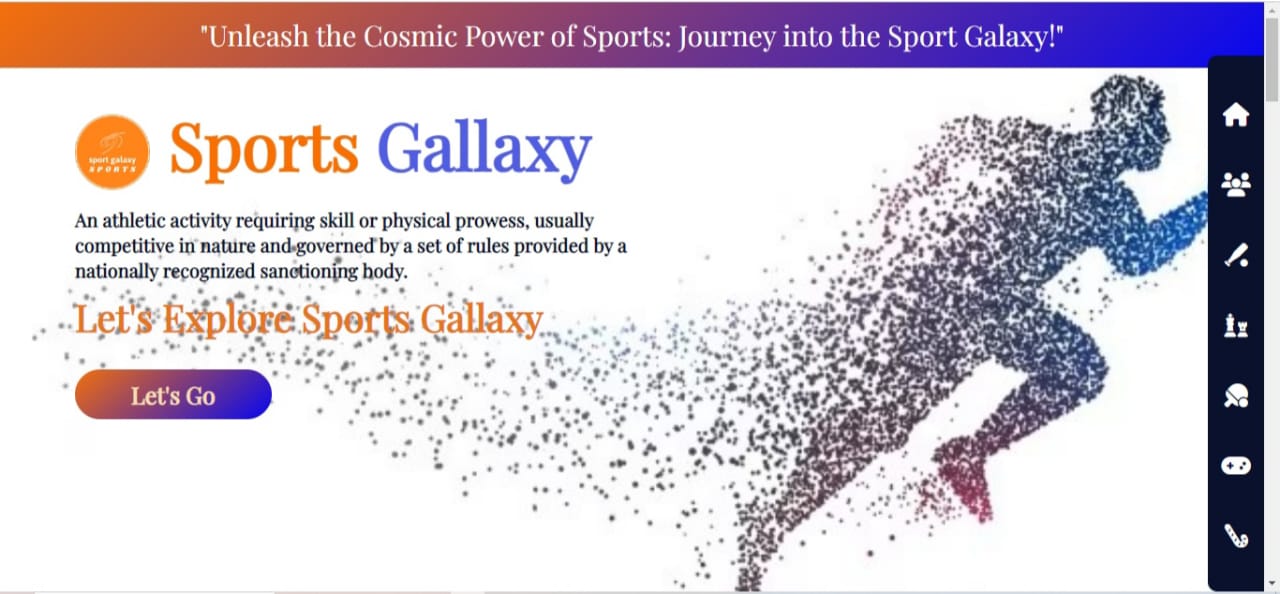 "Unleash the Cosmic Power of Sports: Journey into the Sport Galaxy!"
sport galaxy
SPORTS
Sports Gallaxy
An athletic activity requiring skill or physical prowess, usually
competitive in nature and governed by a set of rules provided by a
nationally recognized sanctioning body.
Let's Explore Sports Gallaxy
Let's Go